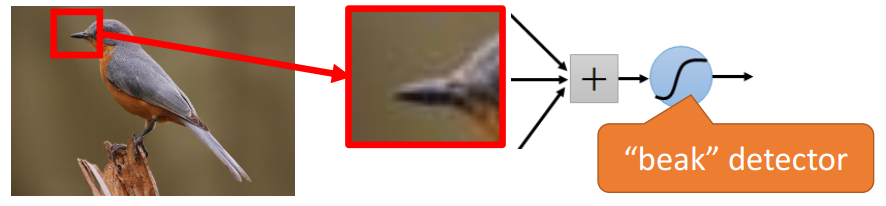 +
“beak” detector